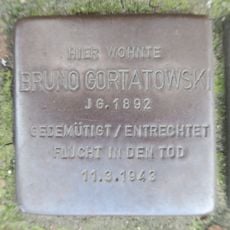 HIER WOHNTE
BRUNO GORTATOWSKI
JG. 1892
GEDEMÜTIGT / ENTRECHTET
FLUCHT IN DEN TOD
11.3.1943